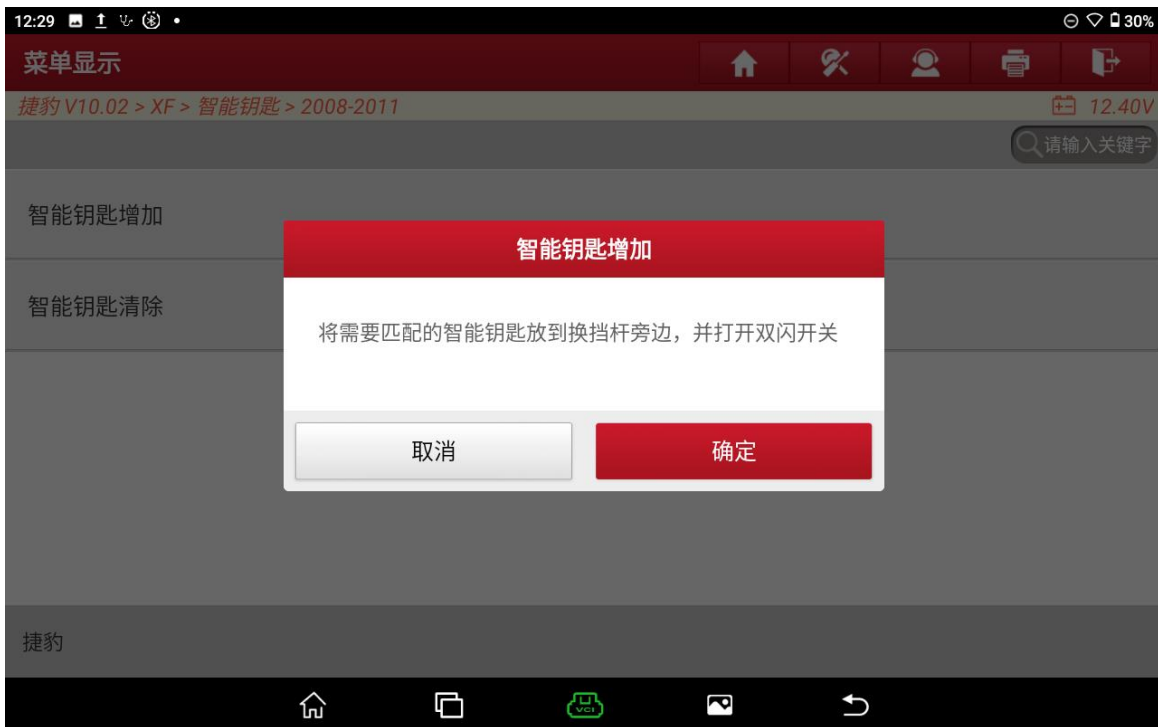 12:29
30%
菜单显示
捷豹 V10.02 > XF > 智能钥匙 > 2008-2011
12.40V
请输入关键字
智能钥匙增加
智能钥匙清除
智能钥匙增加
将需要匹配的智能钥匙放到换挡杆旁边，并打开双闪开关
取消
确定
捷豹
VCI